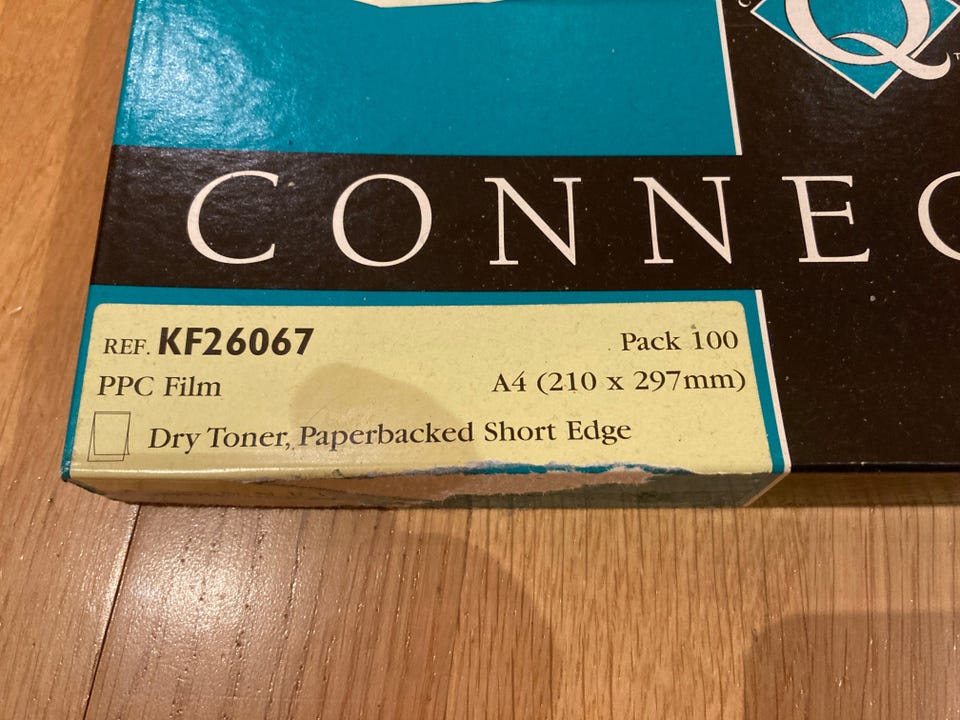 Q
CONNEC
REF. KF26067
Pack 100
PPC Film
A4 (210 x 297mm)
Dry Toner, Paperbacked Short Edge